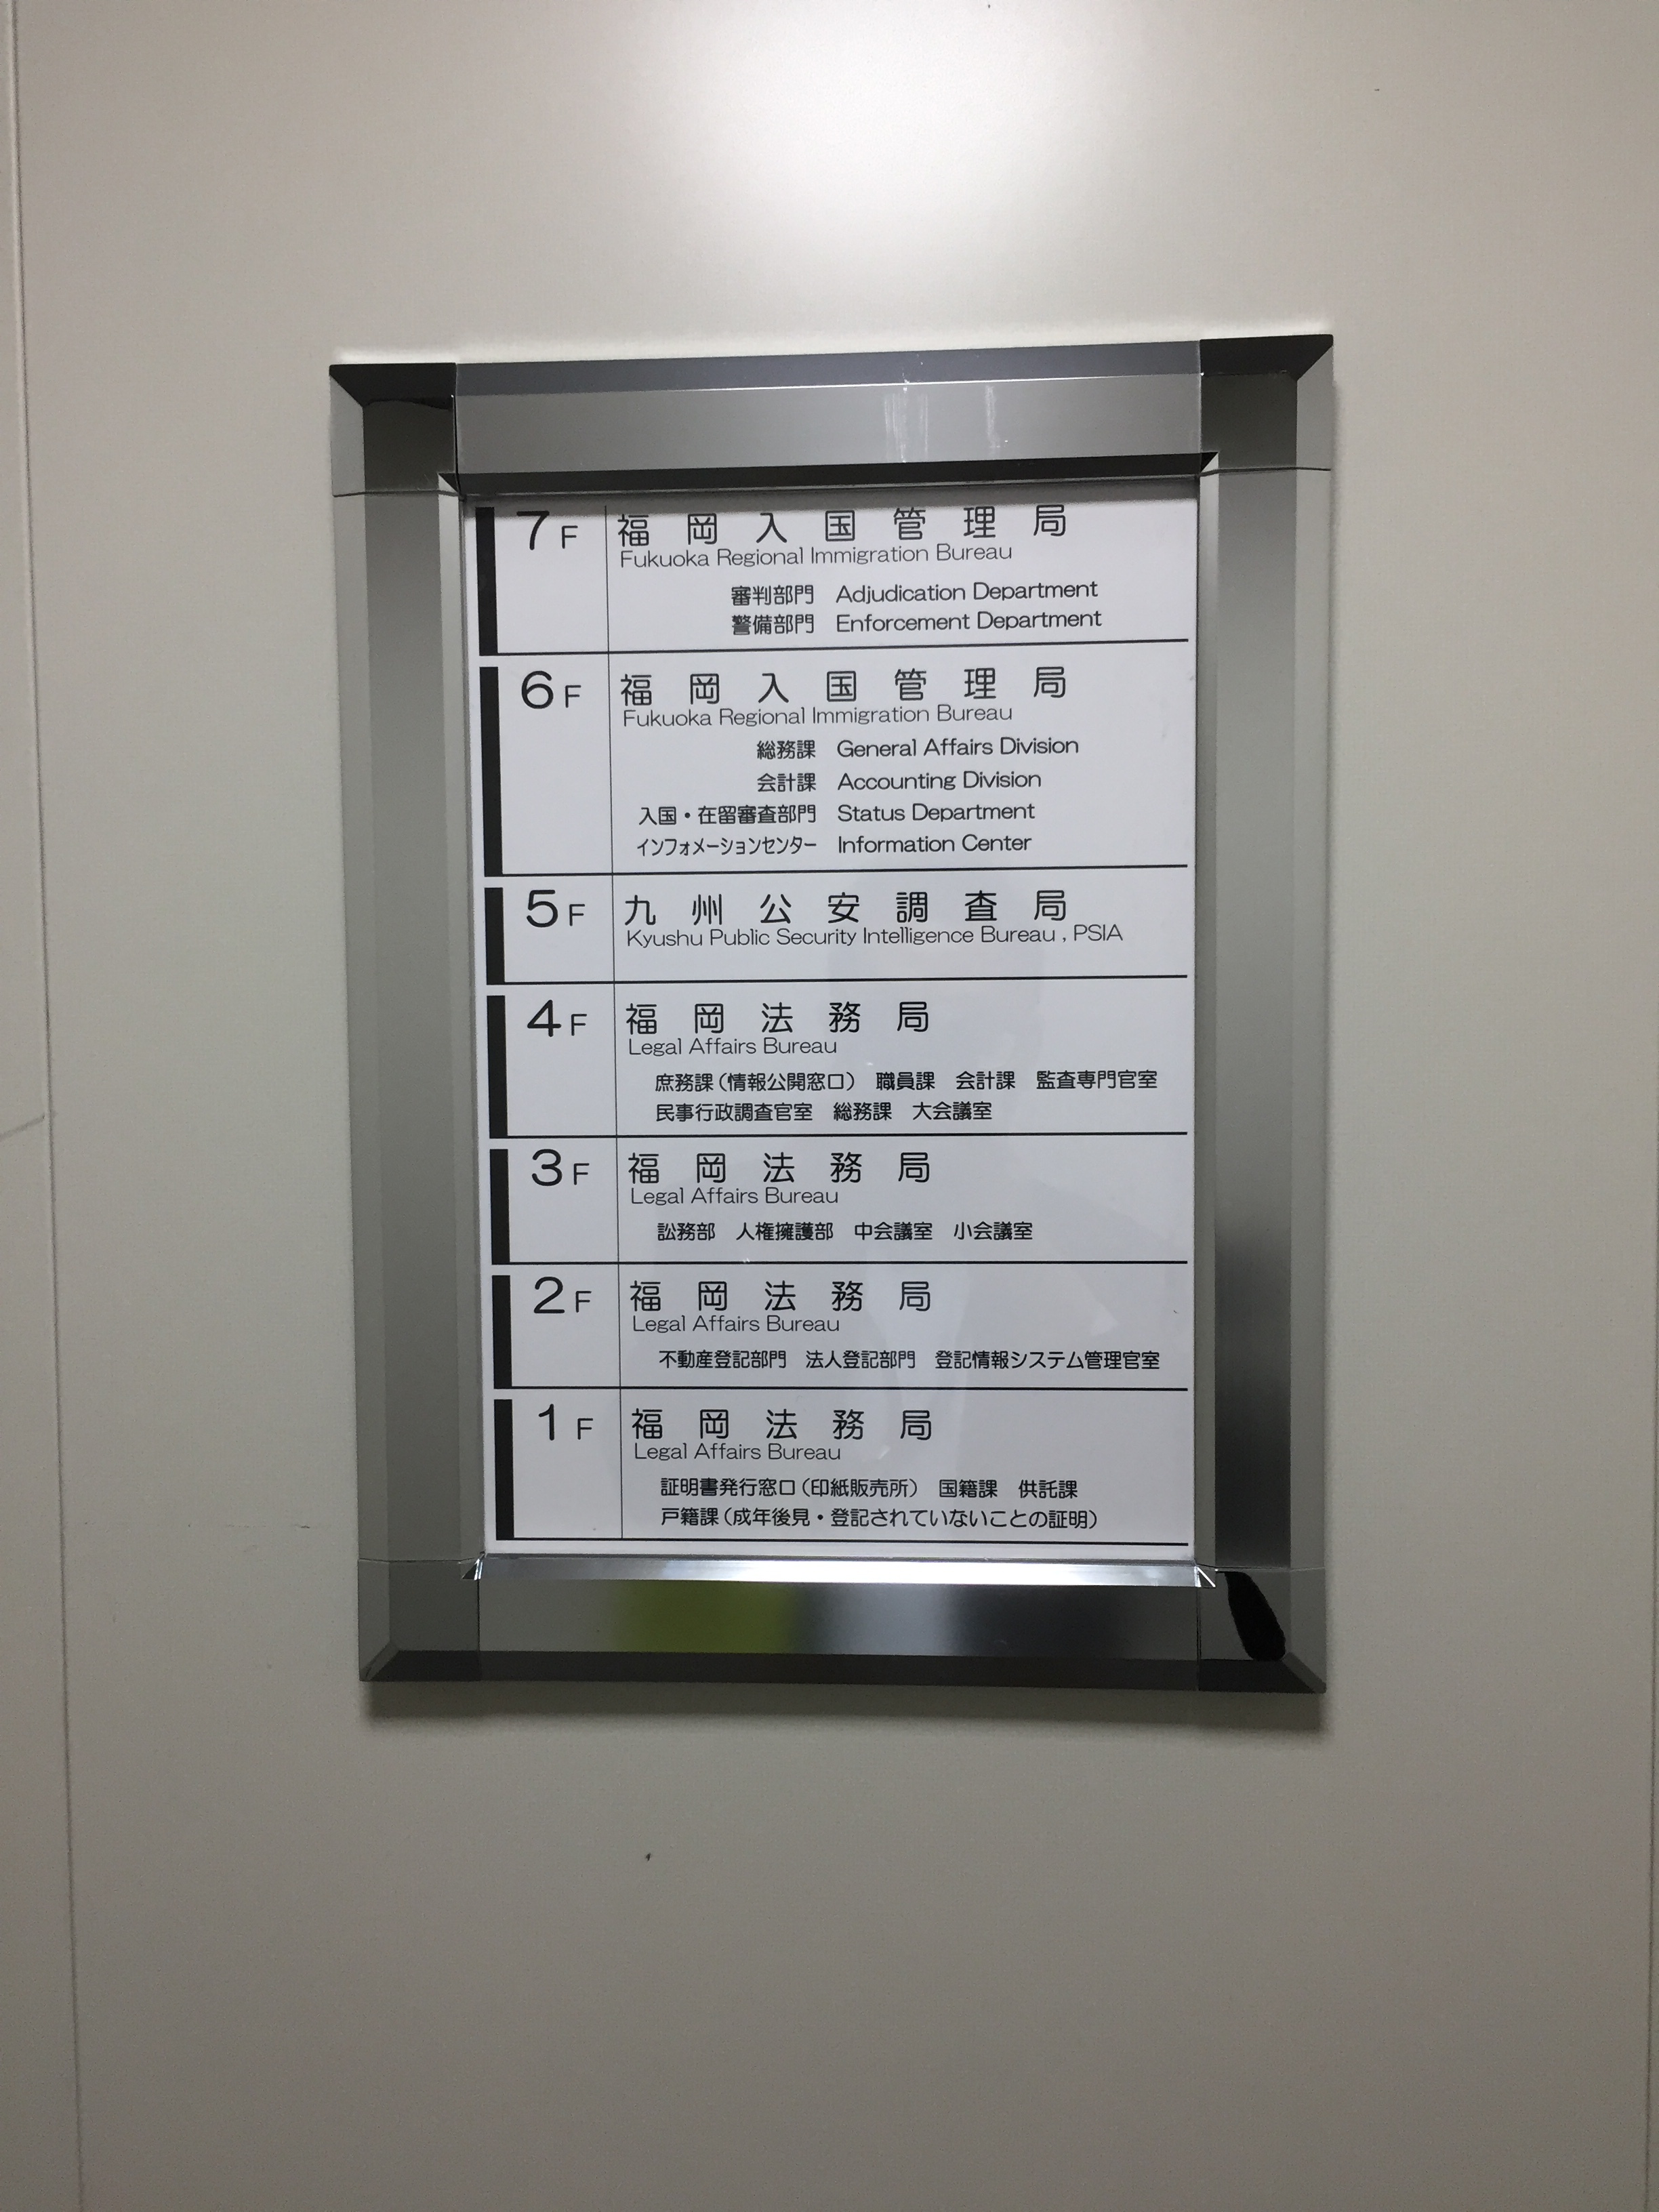 7F 福岡入国管理局
Fukuoka Regional Immigration Bureau
審判部門 Adjudication Department
警備部門 Enforcement Department
6F 福岡入国管理局
Fukuoka Regional Immigration Bureau
総務課 General Affairs Division
会計課 Accounting Division
入国・在留審査部門 Status Department
インフォメーションセンター Information Center
5F 九州公安調査局
Kyushu Public Security Intelligence Bureau , PSIA
4F 福岡法務局
Legal Affairs Bureau
庶務課(情報公開窓口) 職員課 会計課 監査専門官室
民事行政調査官室 総務課 大会議室
3F 福岡法務局
Legal Affairs Bureau
訟務部 人権擁護部 中会議室 小会議室
2F 福岡法務局
Legal Affairs Bureau
不動産登記部門 法人登記部門 登記情報システム管理官室
1F 福岡法務局
Legal Affairs Bureau
証明書発行窓口(印紙販売所) 国籍課 供託課
戸籍課(成年後見・登記されていないことの証明)